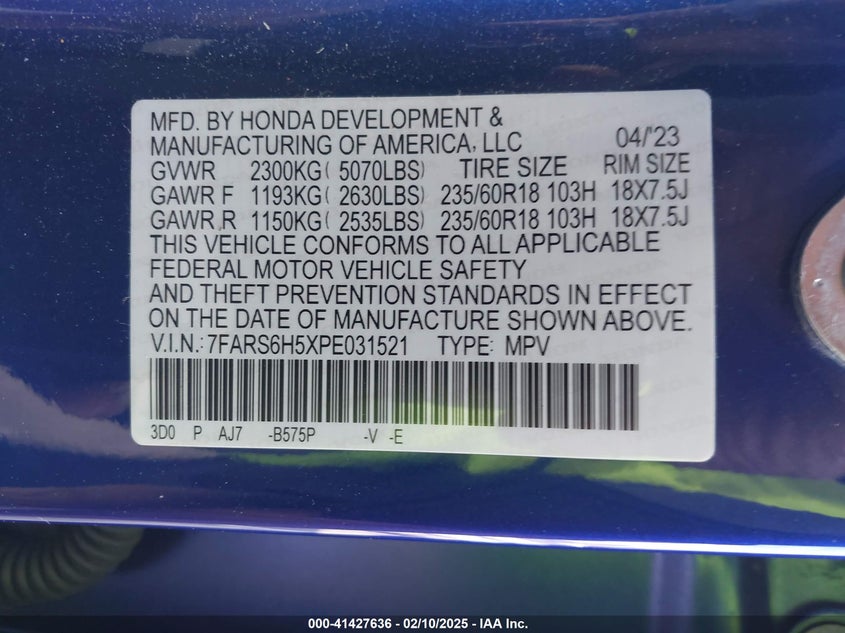 MFD. BY HONDA DEVELOPMENT &
MANUFACTURING OF AMERICA, LLC 04/'23
GVWR 2300KG( 5070LBS) TIRE SIZE RIM SIZE
GAWR F 1193KG( 2630LBS) 235/60R18 103H 18X7.5J
GAWR R 1150KG( 2535LBS) 235/60R18 103H 18X7.5J
THIS VEHICLE CONFORMS TO ALL APPLICABLE
FEDERAL MOTOR VEHICLE SAFETY
AND THEFT PREVENTION STANDARDS IN EFFECT
ON THE DATE OF MANUFACTURE SHOWN ABOVE.
V.I.N.:7FARS6H5XPE031521 TYPE: MPV
3D0 P AJ7 -B575P -V -E
000-41427636 - 02/10/2025 - IAA Inc.